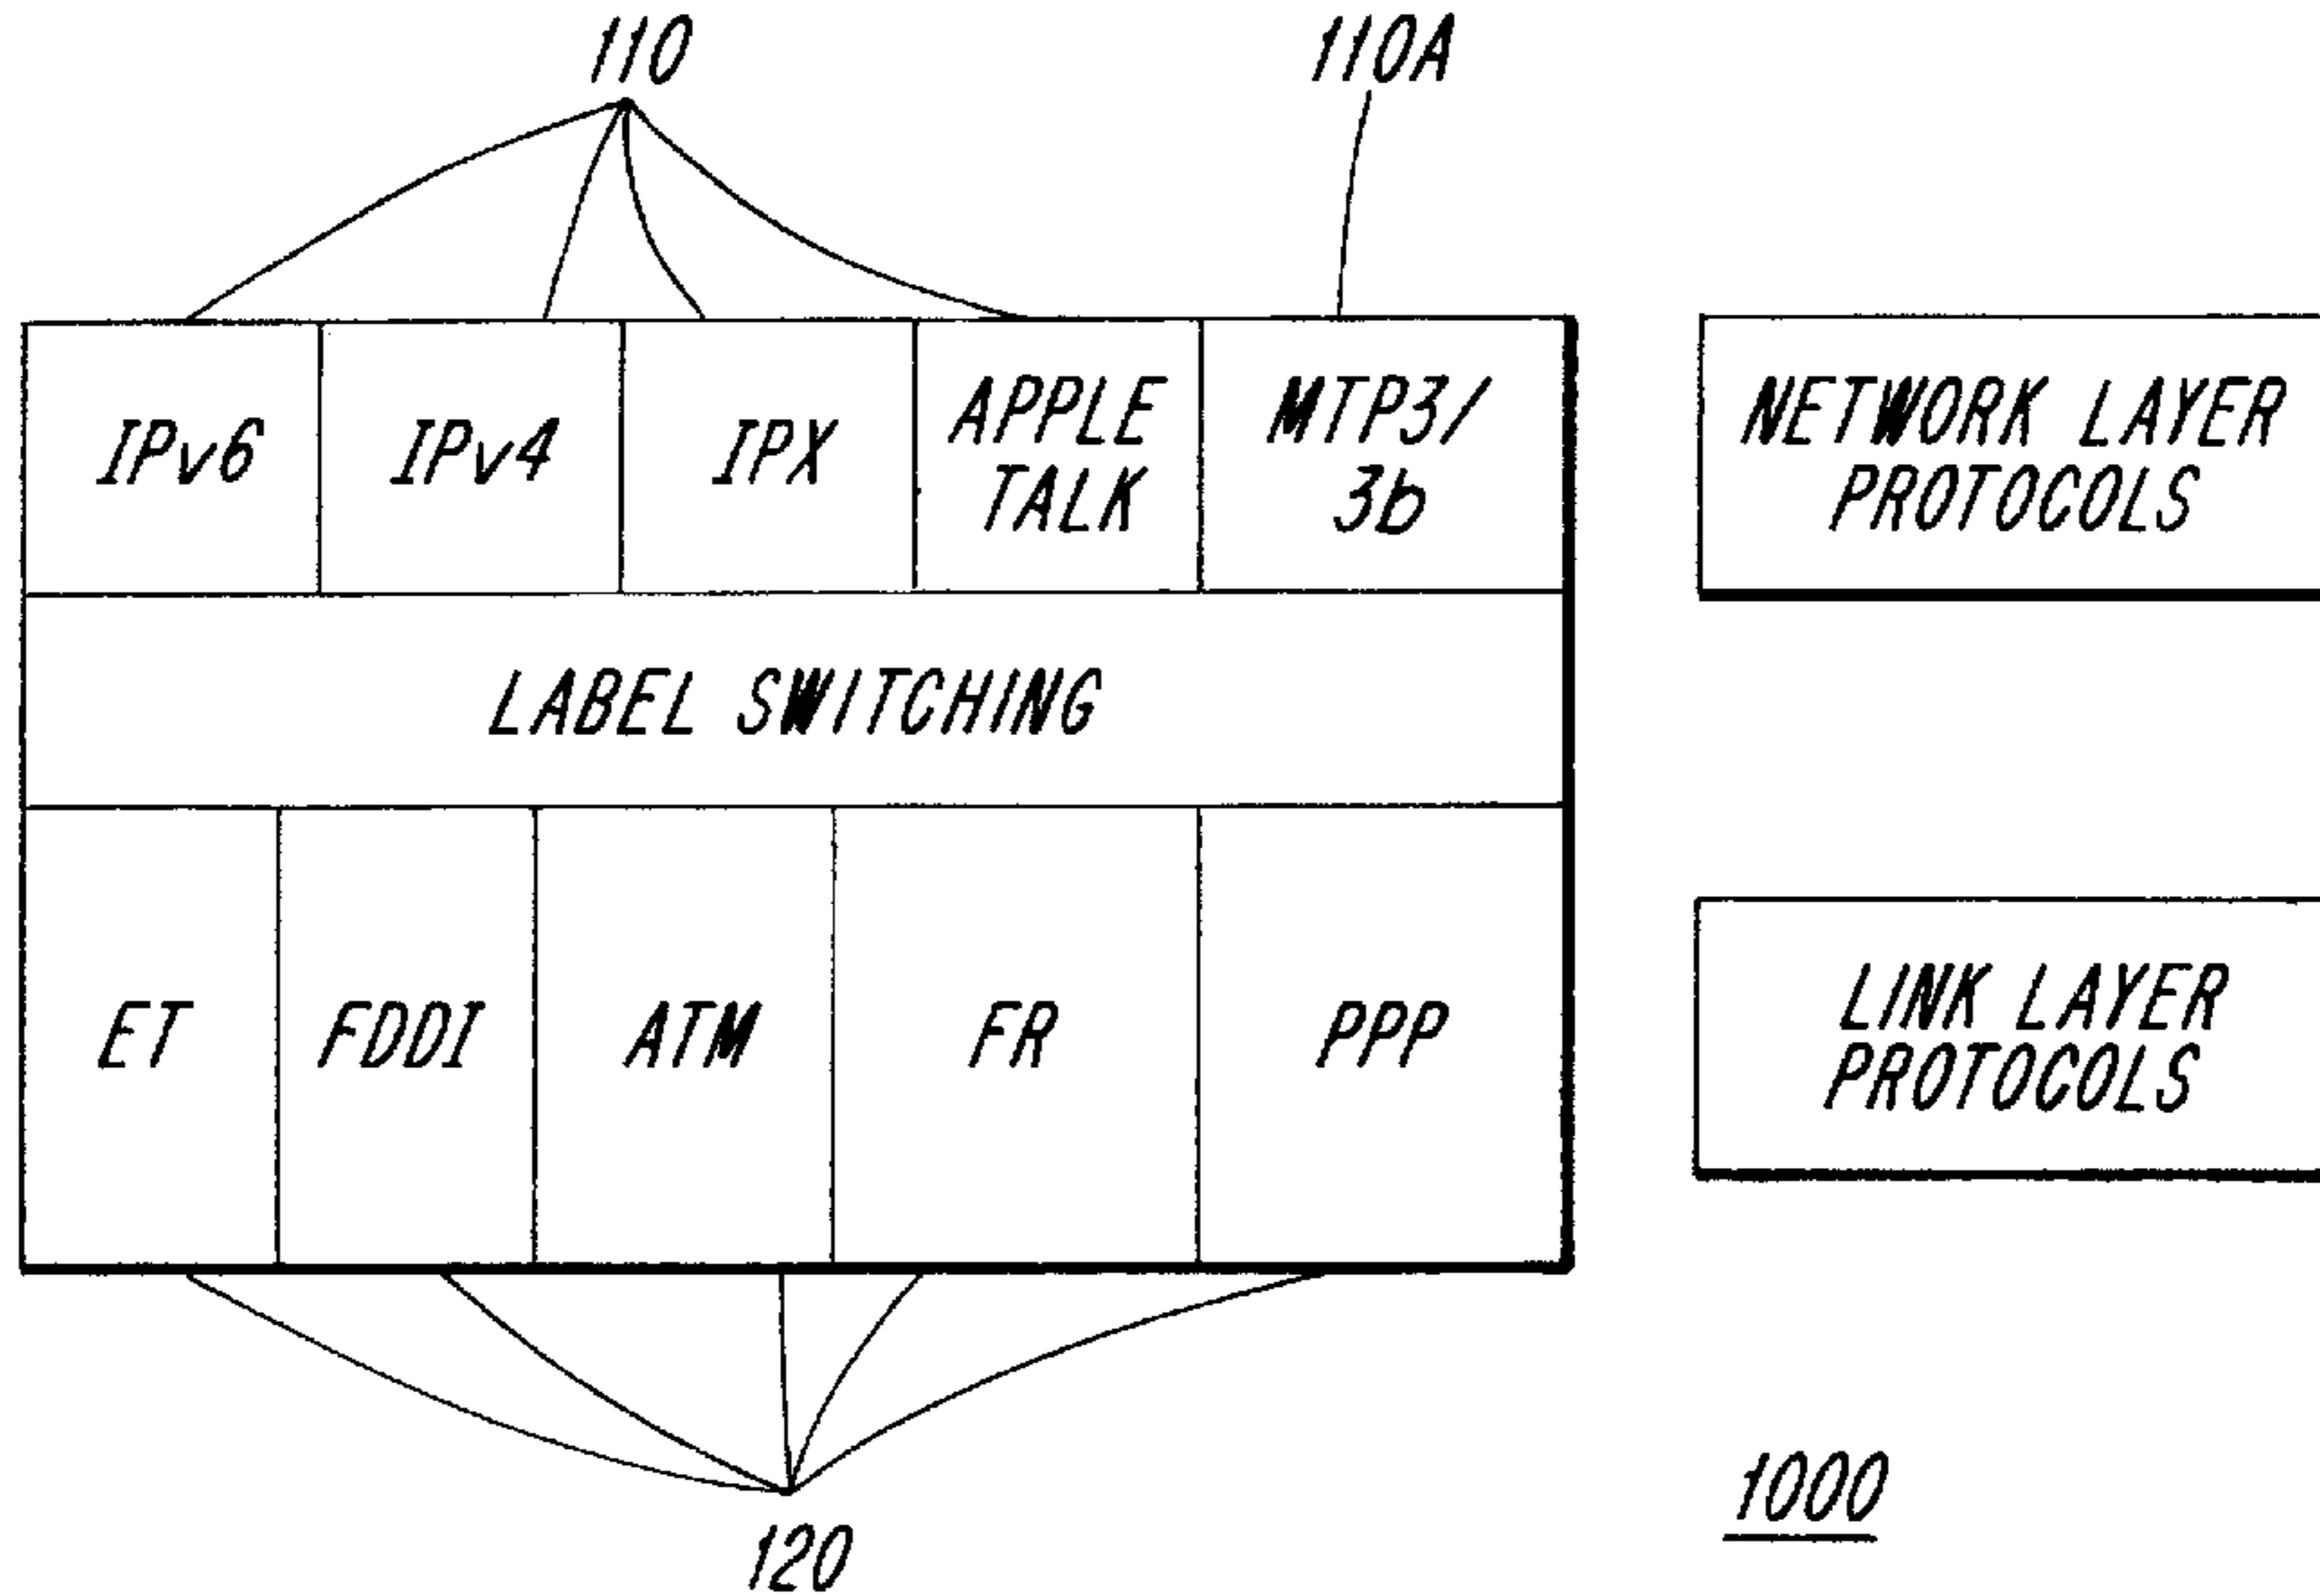 110
110A
IPv6
IPv4
IPX
APPLE
TALK
MTP3/
3b
NETWORK LAYER
PROTOCOLS
LABEL SWITCHING
ET
FDDI
ATM
FR
PPP
LINK LAYER
PROTOCOLS
120
1000